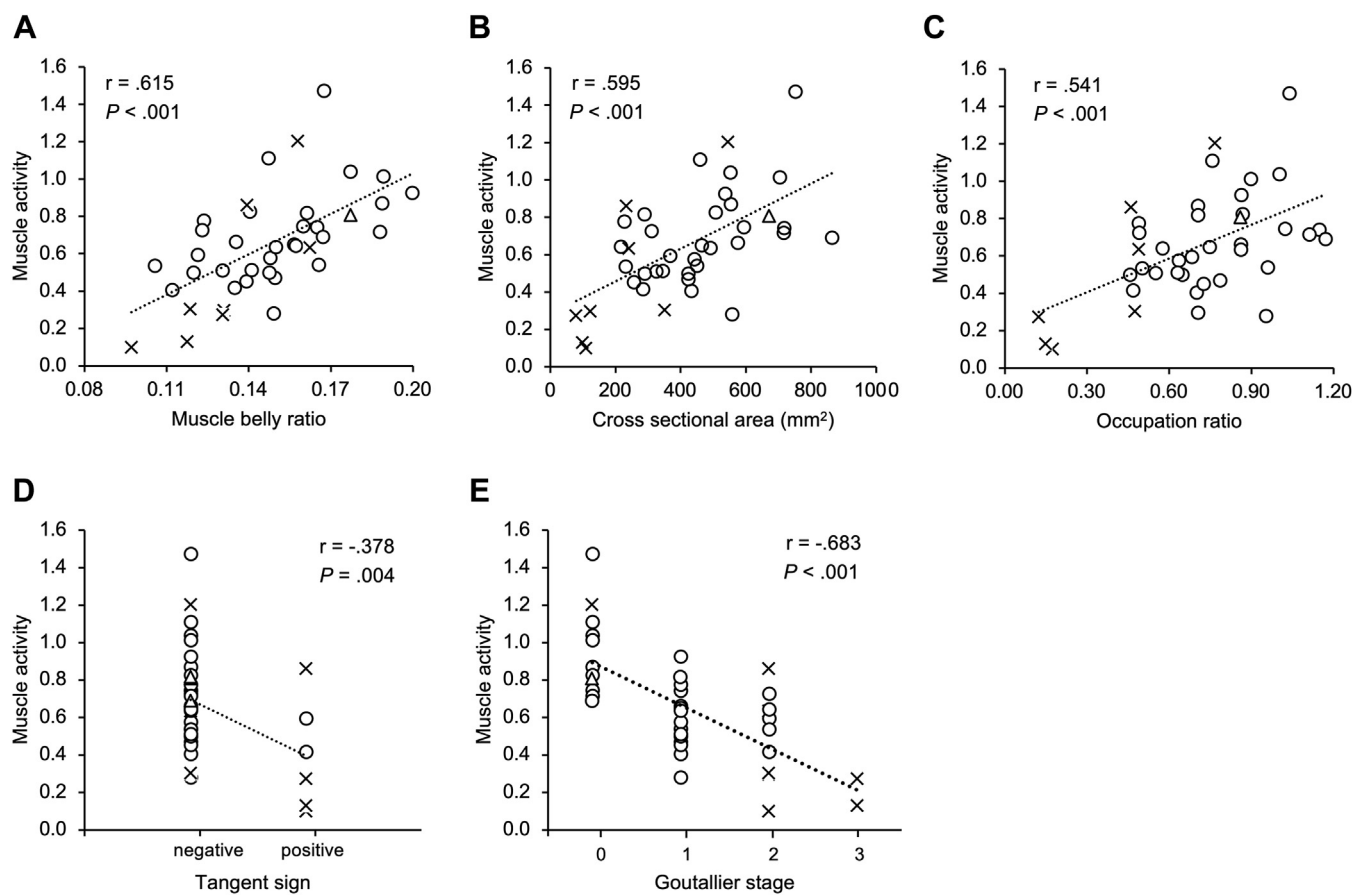 A
r = .615
P < .001
Muscle activity
1.6
1.4
1.2
1.0
0.8
0.6
0.4
0.2
0.0
0.08 0.11 0.14 0.17 0.20
Muscle belly ratio
B
r = .595
P < .001
Muscle activity
1.6
1.4
1.2
1.0
0.8
0.6
0.4
0.2
0.0
0 200 400 600 800 1000
Cross sectional area (mm²)
C
r = .541
P < .001
Muscle activity
1.6
1.4
1.2
1.0
0.8
0.6
0.4
0.2
0.0
0.00 0.30 0.60 0.90 1.20
Occupation ratio
D
r = -.378
P = .004
Muscle activity
1.6
1.4
1.2
1.0
0.8
0.6
0.4
0.2
0.0
negative positive
Tangent sign
E
r = -.683
P < .001
Muscle activity
1.6
1.4
1.2
1.0
0.8
0.6
0.4
0.2
0.0
0 1 2 3
Goutallier stage